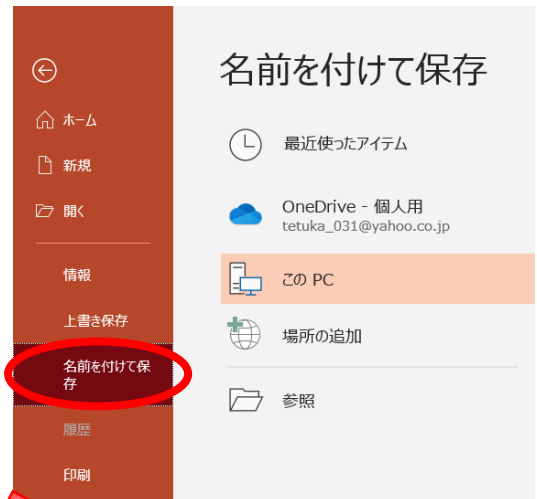 名前を付けて保存
ホーム
新規
開く
情報
上書き保存
名前を付けて保
存
履歴
印刷
最近使ったアイテム
OneDrive - 個人用
tetuka_031@yahoo.co.jp
この PC
場所の追加
参照